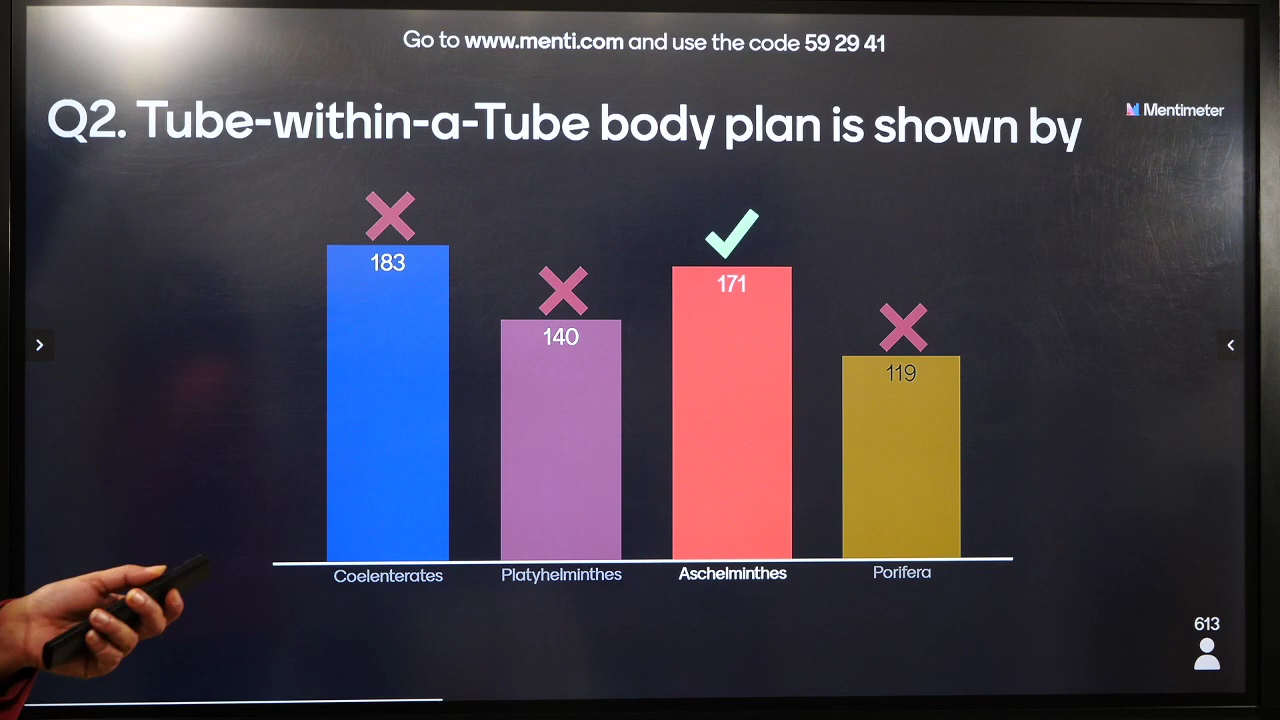 Go to www.menti.com and use the code 59 29 41
Q2. Tube-within-a-Tube body plan is shown by
Mentimeter
183
140
171
119
Coelenterates
Platyhelminthes
Aschelminthes
Porifera
613